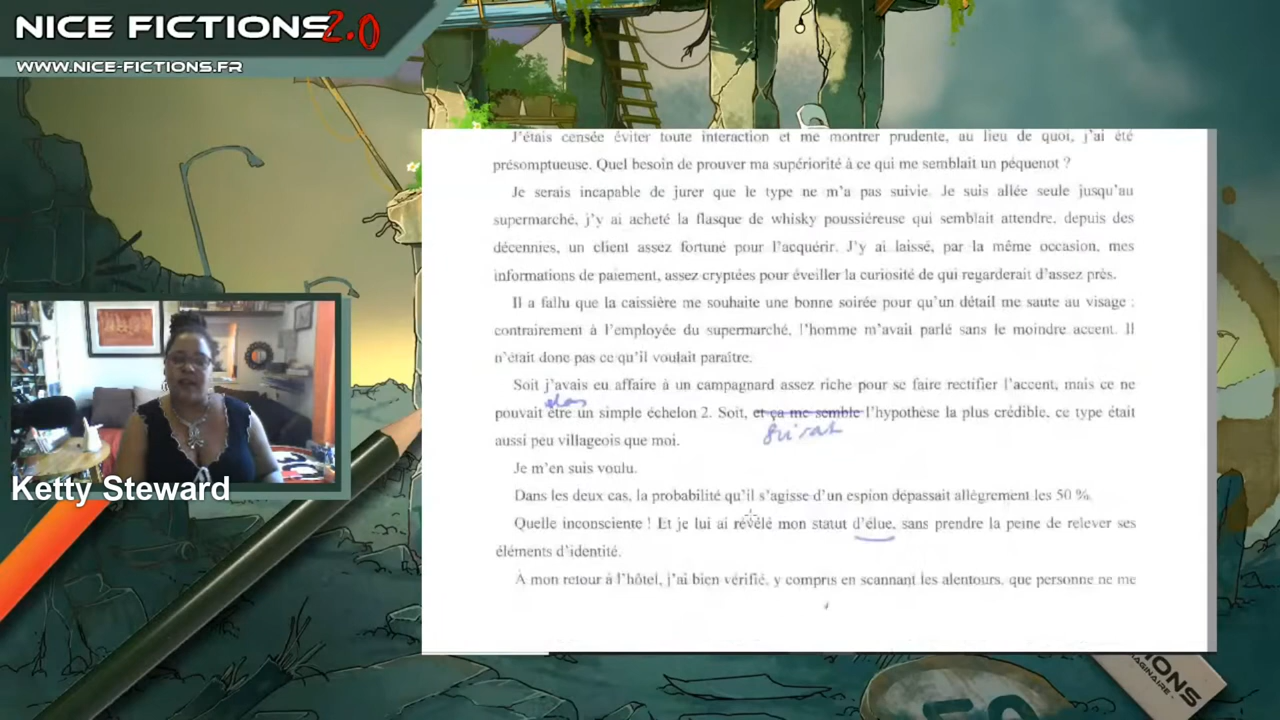 NICE FICTIONS 2.0
WWW.NICE-FICTIONS.FR
J'étais censée éviter toute interaction et me montrer prudente, au lieu de quoi, j'ai été
présomptueuse. Quel besoin de prouver ma supériorité à ce qui me semblait un péquenot ?
Je serais incapable de jurer que le type ne m'a pas suivie. Je suis allée seule jusqu'au
supermarché, j'y ai acheté la flasque de whisky poussiéreuse qui semblait attendre, depuis des
décennies, un client assez fortuné pour l'acquérir. J'y ai laissé, par la même occasion, mes
informations de paiement, assez cryptées pour éveiller la curiosité de qui regarderait d'assez près.
Il a fallu que la caissière me souhaite une bonne soirée pour qu'un détail me saute au visage :
contrairement à l'employée du supermarché, l'homme m'avait parlé sans le moindre accent. Il
n'était donc pas ce qu'il voulait paraître.
Soit j'avais eu affaire à un campagnard assez riche pour se faire rectifier l'accent, mais ce ne
pouvait être un simple échelon 2. Soit, et ça me semble l'hypothèse la plus crédible, ce type était
aussi peu villageois que moi.
Je m'en suis voulu.
Dans les deux cas, la probabilité qu'il s'agisse d'un espion dépassait allègrement les 50 %.
Quelle inconsciente ! Et je lui ai révélé mon statut d'élue, sans prendre la peine de relever ses
éléments d'identité.
À mon retour à l'hôtel, j'ai bien vérifié, y compris en scannant les alentours, que personne ne me
Ketty Steward